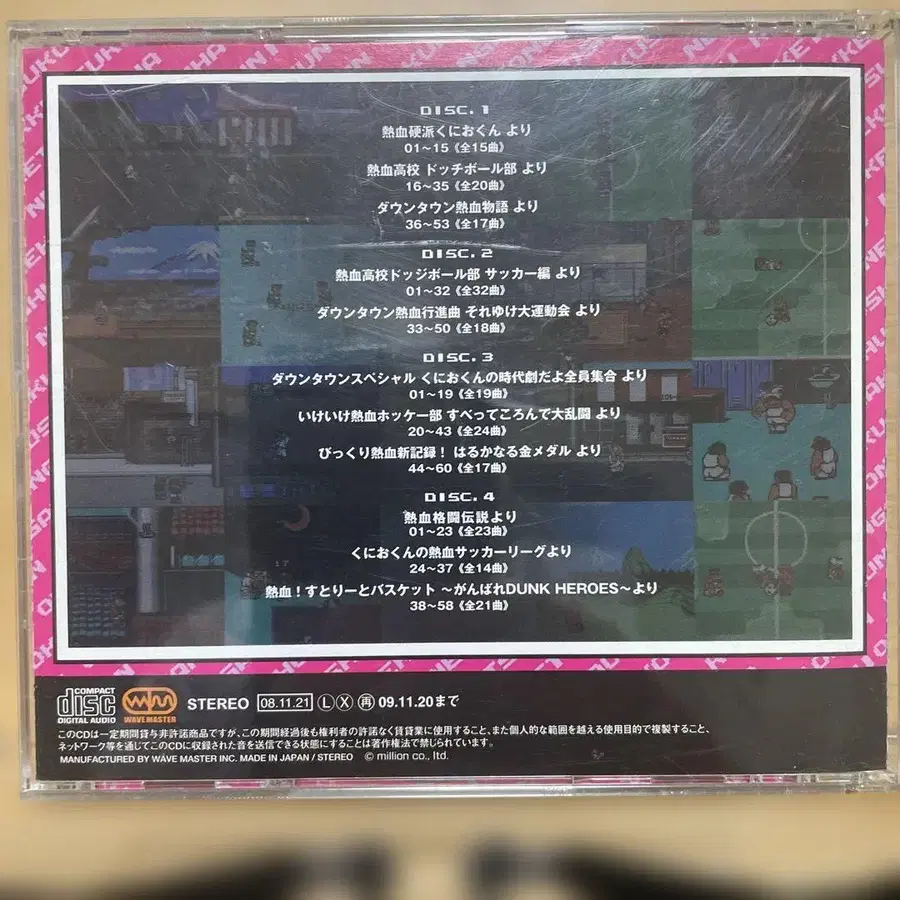 DISC. 1
熱血硬派くにおくん より
01〜15《全15曲》
熱血高校 ドッチボール部 より
16〜35《全20曲》
ダウンタウン熱血物語 より
36〜53《全17曲》
DISC. 2
熱血高校ドッジボール部 サッカー編 より
01〜32《全32曲》
ダウンタウン熱血行進曲 それゆけ大運動会 より
33〜50《全18曲》
DISC. 3
ダウンタウンスペシャル くにおくんの時代劇だよ全員集合 より
01〜19《全19曲》
いけいけ熱血ホッケー部 すべってころんで大乱闘 より
20〜43《全24曲》
びっくり熱血新記録! はるかなる金メダル より
44〜60《全17曲》
DISC. 4
熱血格闘伝説より
01〜23《全23曲》
くにおくんの熱血サッカーリーグより
24〜37《全14曲》
熱血!すとりーとバスケット 〜がんばれDUNK HEROES〜より
38〜58《全21曲》
COMPACT disc DIGITAL AUDIO WAVE MASTER STEREO 08.11.21 Ⓛ Ⓧ 再 09.11.20まで
このCDは一定期間貸与非許諾商品ですが、この期間経過後も権利者の許諾なく賃貸業に使用すること、また個人的な範囲を越える使用目的で複製すること、
ネットワーク等を通じてこのCDに収録された音を送信できる状態にすることは著作権法で禁じられています。
MANUFACTURED BY WAVE MASTER INC. MADE IN JAPAN / STEREO © million co., ltd.